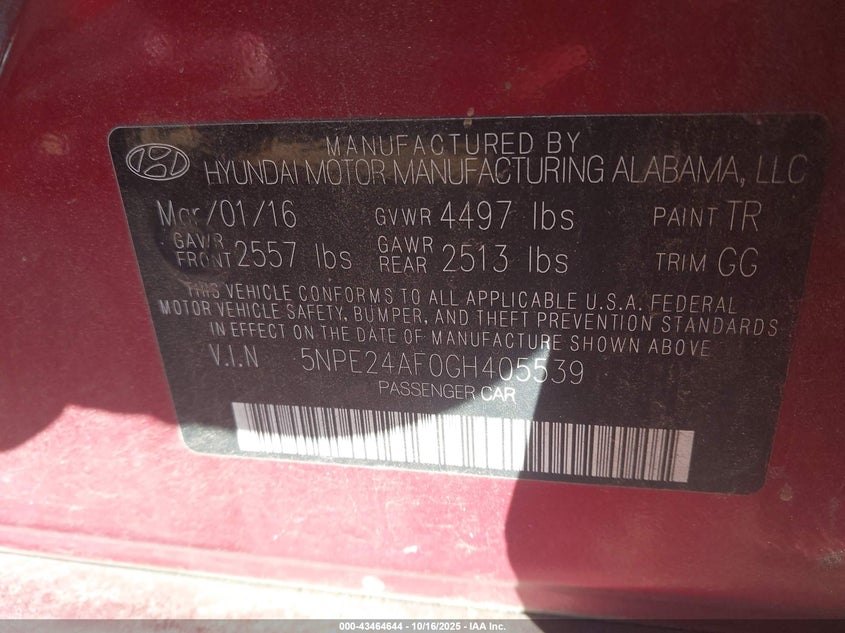 MANUFACTURED BY
HYUNDAI MOTOR MANUFACTURING ALABAMA, LLC
Mar/01/16 GVWR 4497 lbs PAINT TR
GAWR FRONT 2557 lbs GAWR REAR 2513 lbs TRIM GG
THIS VEHICLE CONFORMS TO ALL APPLICABLE U.S.A. FEDERAL
MOTOR VEHICLE SAFETY, BUMPER, AND THEFT PREVENTION STANDARDS
IN EFFECT ON THE DATE OF MANUFACTURE SHOWN ABOVE
V.I.N 5NPE24AF0GH405539
PASSENGER CAR
000-43464644 | 10/16/2025 - IAA Inc.